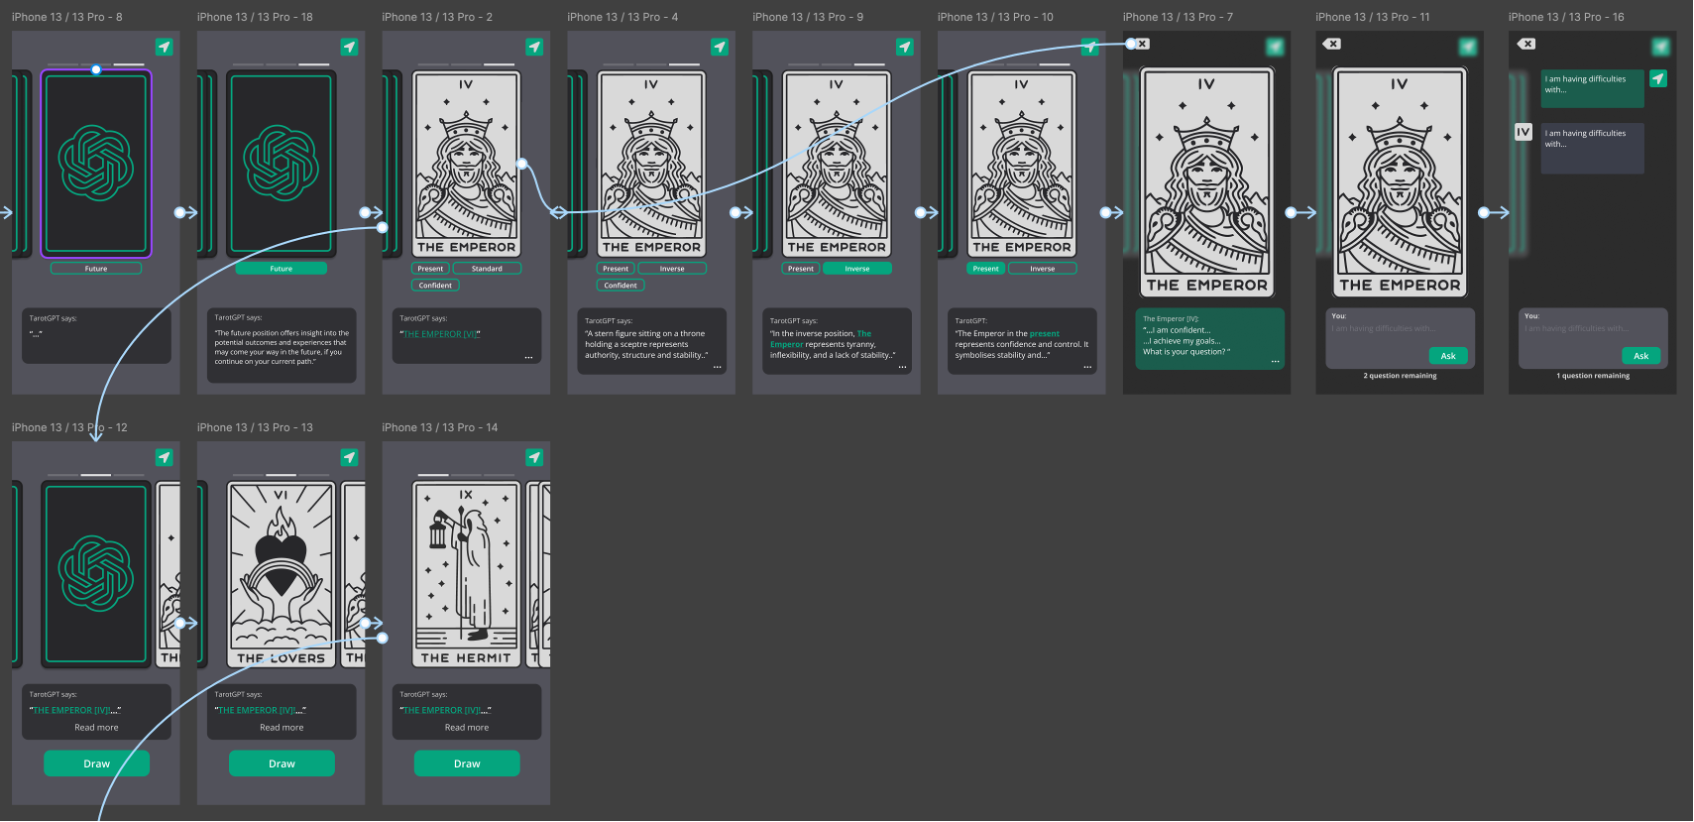 iPhone 13 / 13 Pro - 8
Future
TarotGPT says:
"..."
iPhone 13 / 13 Pro - 18
Future
TarotGPT says:
"The future position offers insight into the
potential outcomes and experiences that
may come your way in the future, if you
continue on your current path."
iPhone 13 / 13 Pro - 2
IV
THE EMPEROR
Present
Standard
Confident
TarotGPT says:
"THE EMPEROR [VI]!"
...
iPhone 13 / 13 Pro - 4
IV
THE EMPEROR
Present
Inverse
Confident
TarotGPT says:
"A stern figure sitting on a throne
holding a sceptre represents
authority, structure and stability.."
...
iPhone 13 / 13 Pro - 9
IV
THE EMPEROR
Present
Inverse
TarotGPT says:
"In the inverse position, The
Emperor represents tyranny,
inflexibility, and a lack of stability.."
...
iPhone 13 / 13 Pro - 10
IV
THE EMPEROR
Present
Inverse
TarotGPT:
"The Emperor in the present
represents confidence and control. It
symbolises stability and..."
...
iPhone 13 / 13 Pro - 7
IV
THE EMPEROR
The Emperor [IV]:
"...I am confident...
...I achieve my goals...
What is your question? "
...
iPhone 13 / 13 Pro - 11
IV
THE EMPEROR
You:
I am having difficulties with...
Ask
2 question remaining
iPhone 13 / 13 Pro - 16
I am having difficulties
with...
IV
I am having difficulties
with...
You:
I am having difficulties with...
Ask
1 question remaining
iPhone 13 / 13 Pro - 12
TH
TarotGPT says:
"THE EMPEROR [IV]!..."
Read more
Draw
iPhone 13 / 13 Pro - 13
VI
THE LOVERS
TH
TarotGPT says:
"THE EMPEROR [IV]!..."
Read more
Draw
iPhone 13 / 13 Pro - 14
IX
THE HERMIT
TarotGPT says:
"THE EMPEROR [IV]!..."
Read more
Draw